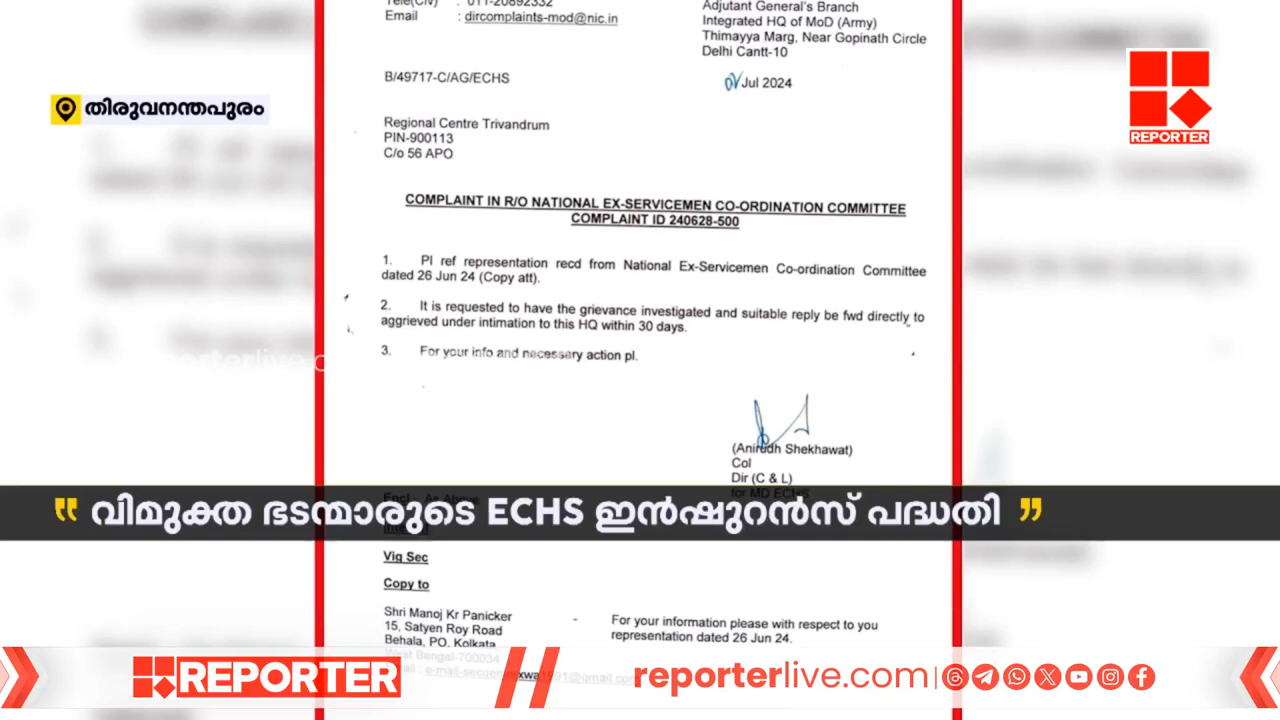 Tele(Civ) : 011-20892332
Email : dircomplaints-mod@nic.in
Adjutant General's Branch
Integrated HQ of MoD (Army)
Thimayya Marg, Near Gopinath Circle
Delhi Cantt-10
B/49717-C/AG/ECHS
Jul 2024
തിരുവനന്തപുരം
REPORTER
Regional Centre Trivandrum
PIN-900113
C/o 56 APO
COMPLAINT IN R/O NATIONAL EX-SERVICEMEN CO-ORDINATION COMMITTEE
COMPLAINT ID 240628-500
1. Pl ref representation recd from National Ex-Servicemen Co-ordination Committee
dated 26 Jun 24 (Copy att).
2. It is requested to have the grievance investigated and suitable reply be fwd directly to
aggrieved under intimation to this HQ within 30 days.
3. For your info and necessary action pl.
(Anirudh Shekhawat)
Col
Dir (C & L)
for MD ECHS
Encl - As Above
" വിമുക്ത ഭടന്മാരുടെ ECHS ഇൻഷുറൻസ് പദ്ധതി "
Vig Sec
Copy to
Shri Manoj Kr Panicker
15, Satyen Roy Road
Behala, PO. Kolkata
West Bengal-700034
- For your information please with respect to you
representation dated 26 Jun 24.
REPORTER
reporterlive.com